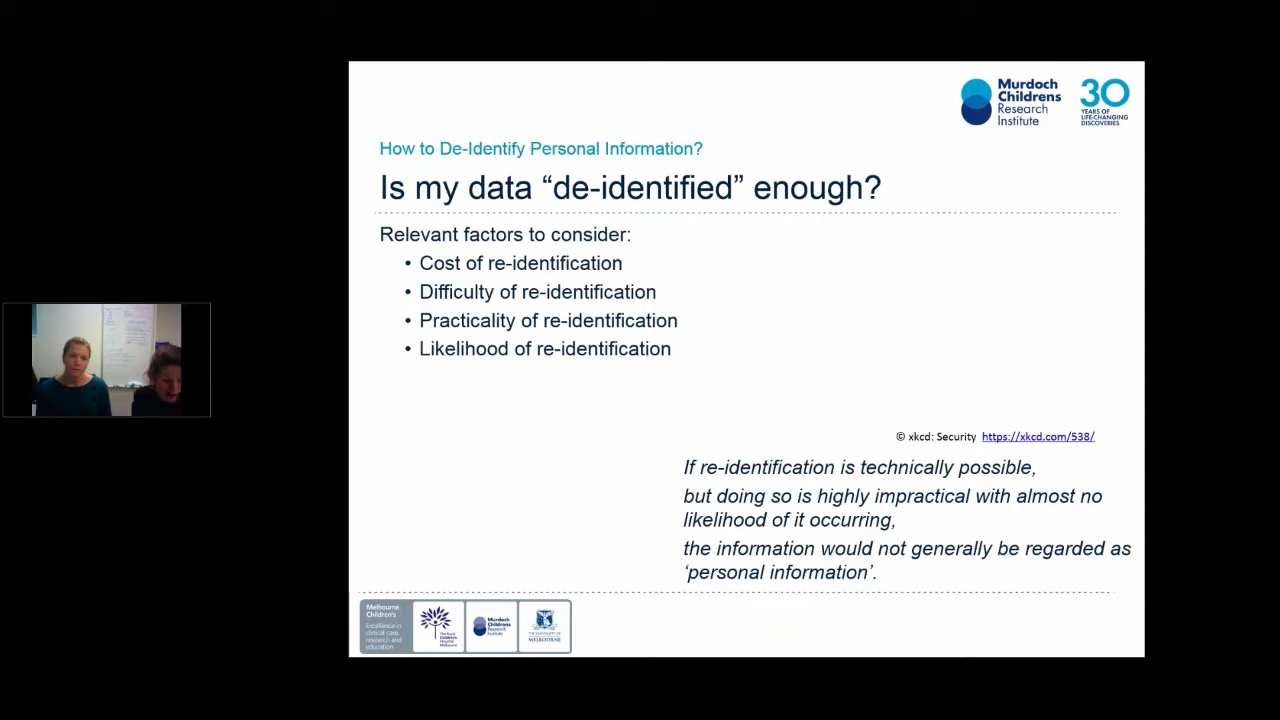 Murdoch
Childrens
Research
Institute
30
YEARS OF
LIFE-CHANGING
DISCOVERIES
How to De-Identify Personal Information?
Is my data “de-identified” enough?
Relevant factors to consider:
• Cost of re-identification
• Difficulty of re-identification
• Practicality of re-identification
• Likelihood of re-identification
© xkcd: Security https://xkcd.com/538/
If re-identification is technically possible,
but doing so is highly impractical with almost no
likelihood of it occurring,
the information would not generally be regarded as
‘personal information’.
Melbourne
Children's
Excellence in
clinical care,
research and
education
The Royal
Children's
Hospital
Melbourne
Murdoch
Childrens
Research
Institute
THE UNIVERSITY OF
MELBOURNE